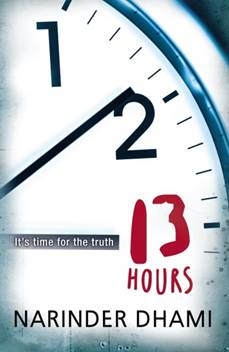 1
2
It's time for the truth
13
HOURS
NARINDER DHAMI